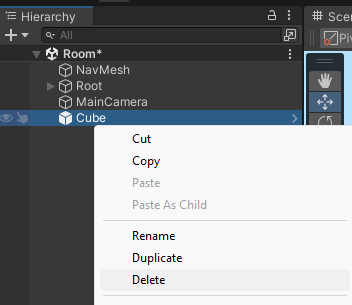 Hierarchy
Scen
All
Piv
Room*
NavMesh
Root
MainCamera
Cube
Cut
Copy
Paste
Paste As Child
Rename
Duplicate
Delete